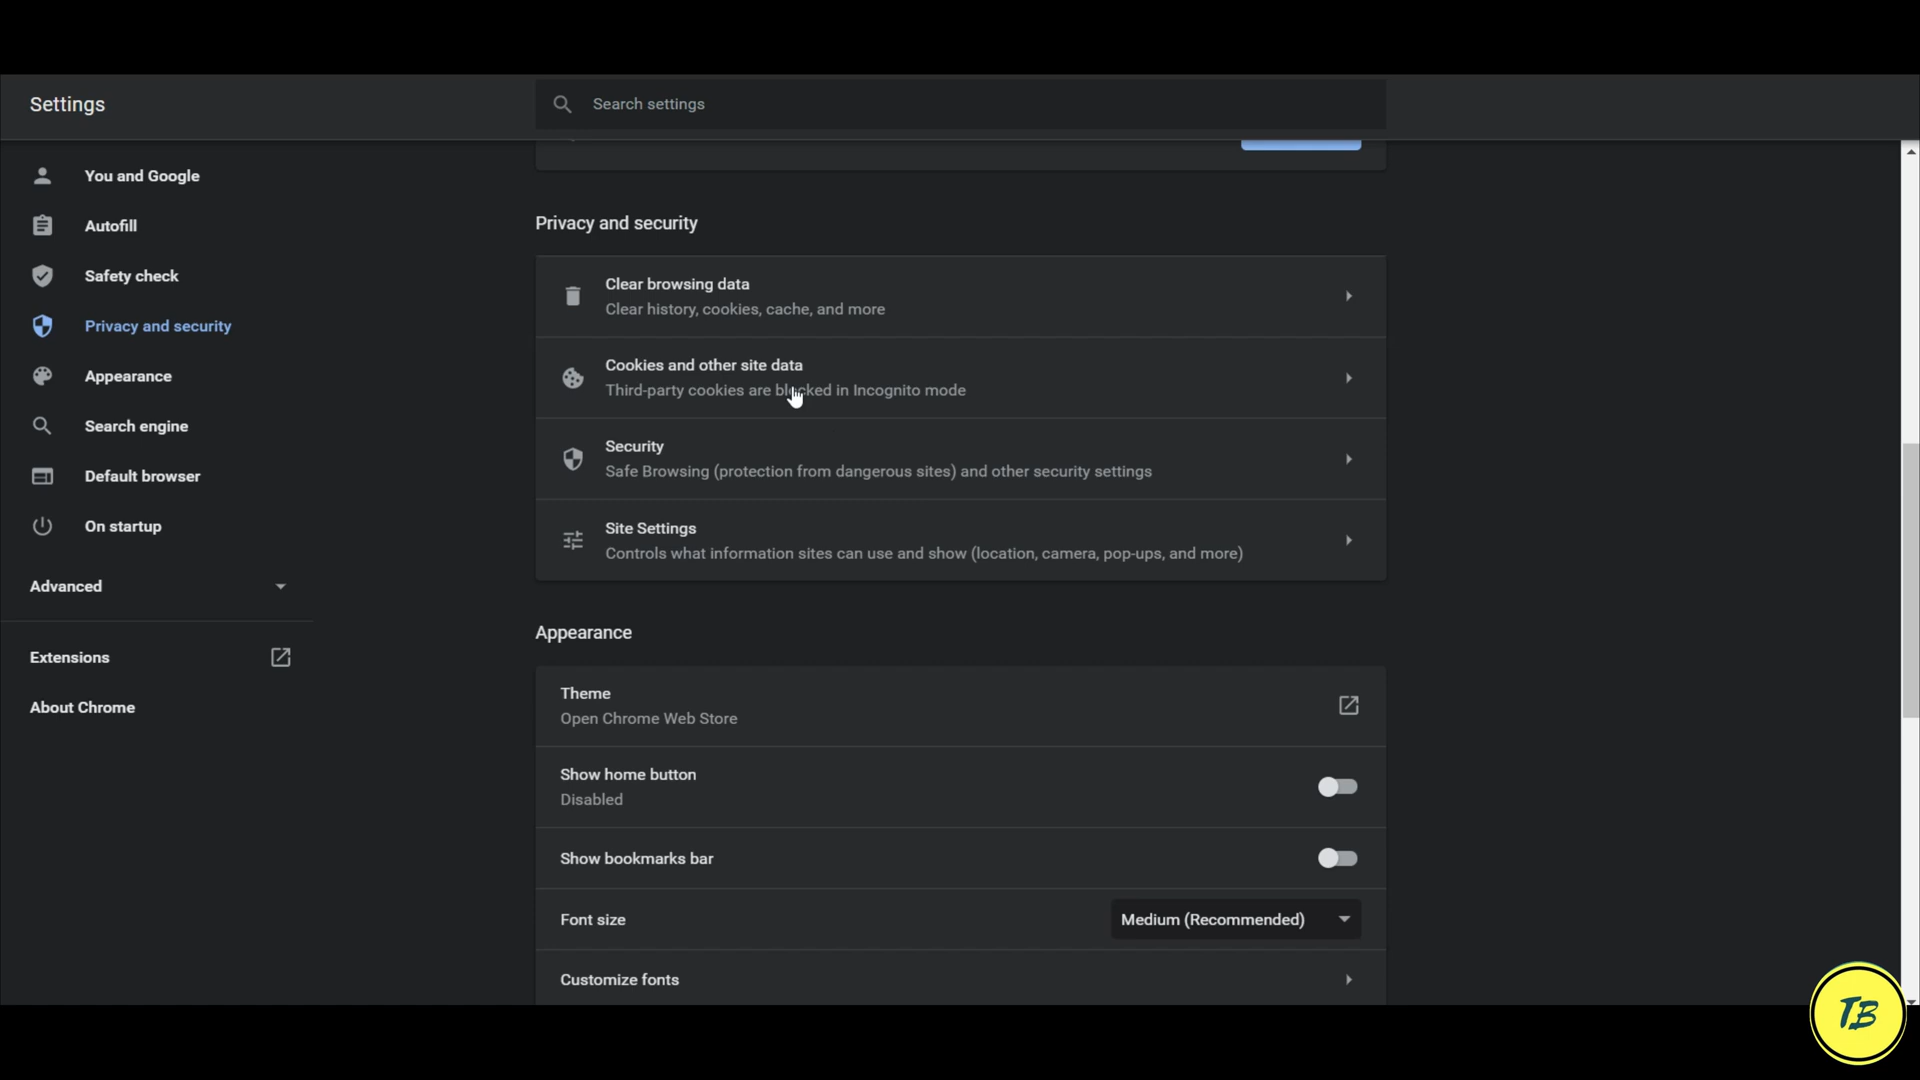 Settings
Search settings
You and Google
Autofill
Safety check
Privacy and security
Appearance
Search engine
Default browser
On startup
Advanced
Extensions
About Chrome
Privacy and security
Clear browsing data
Clear history, cookies, cache, and more
Cookies and other site data
Third-party cookies are blocked in Incognito mode
Security
Safe Browsing (protection from dangerous sites) and other security settings
Site Settings
Controls what information sites can use and show (location, camera, pop-ups, and more)
Appearance
Theme
Open Chrome Web Store
Show home button
Disabled
Show bookmarks bar
Font size
Medium (Recommended)
Customize fonts
TB